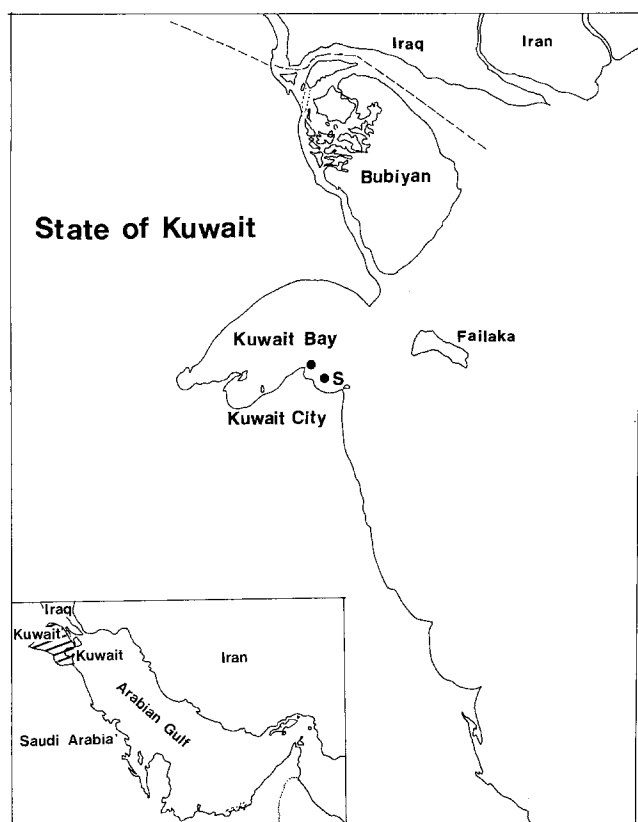 Iraq
Iran
Bubiyan
State of Kuwait
Kuwait Bay
Failaka
S
Kuwait City
Iraq
Kuwait
Kuwait
Iran
Arabian Gulf
Saudi Arabia